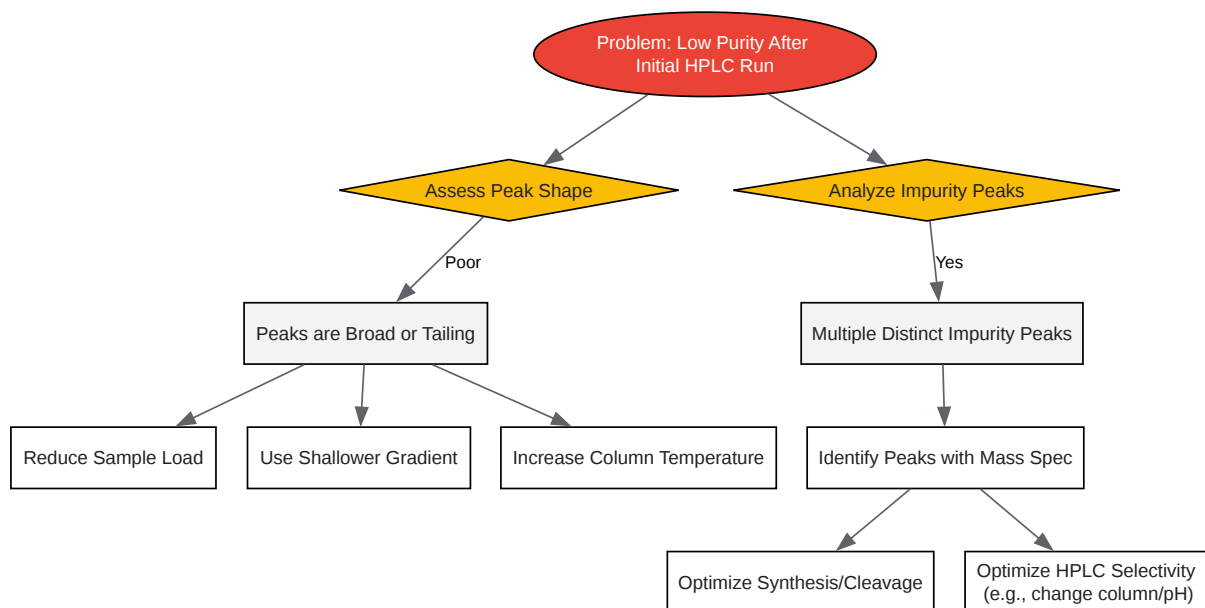 Problem: Low Purity After
Initial HPLC Run
Assess Peak Shape
Analyze Impurity Peaks
Poor
Yes
Peaks are Broad or Tailing
Multiple Distinct Impurity Peaks
Reduce Sample Load
Use Shallower Gradient
Increase Column Temperature
Identify Peaks with Mass Spec
Optimize Synthesis/Cleavage
Optimize HPLC Selectivity
(e.g., change column/pH)